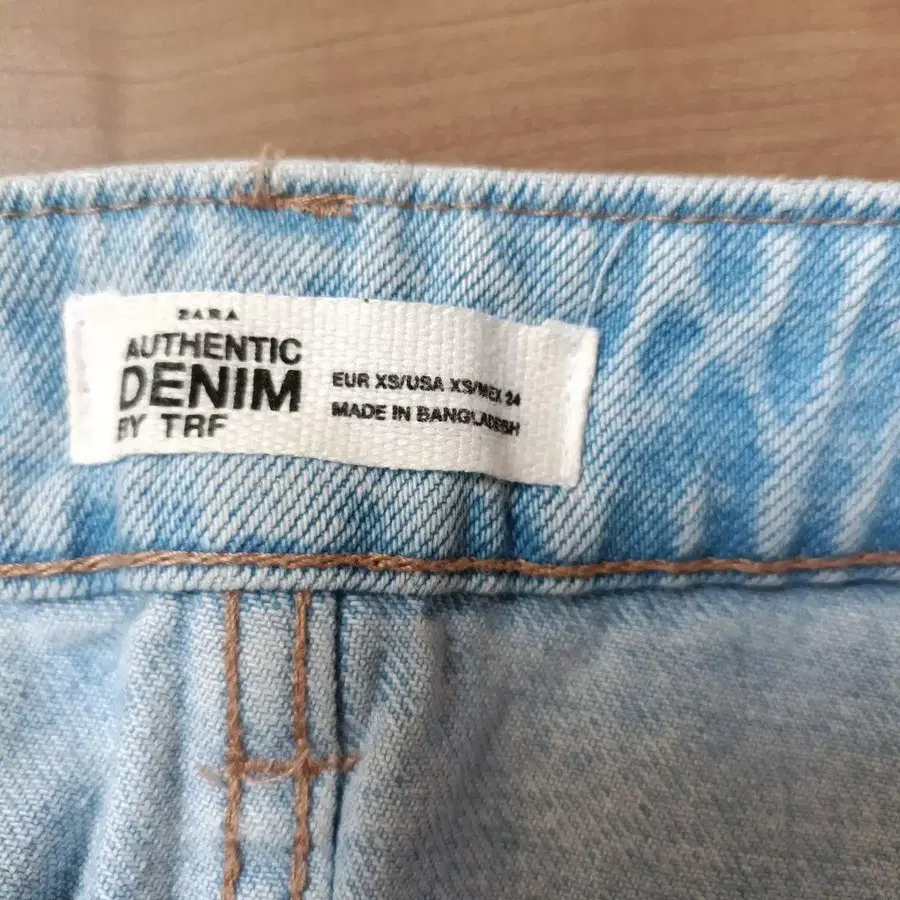 ZARA
AUTHENTIC
DENIM
BY TRF
EUR XS/USA XS/MEX 24
MADE IN BANGLADESH